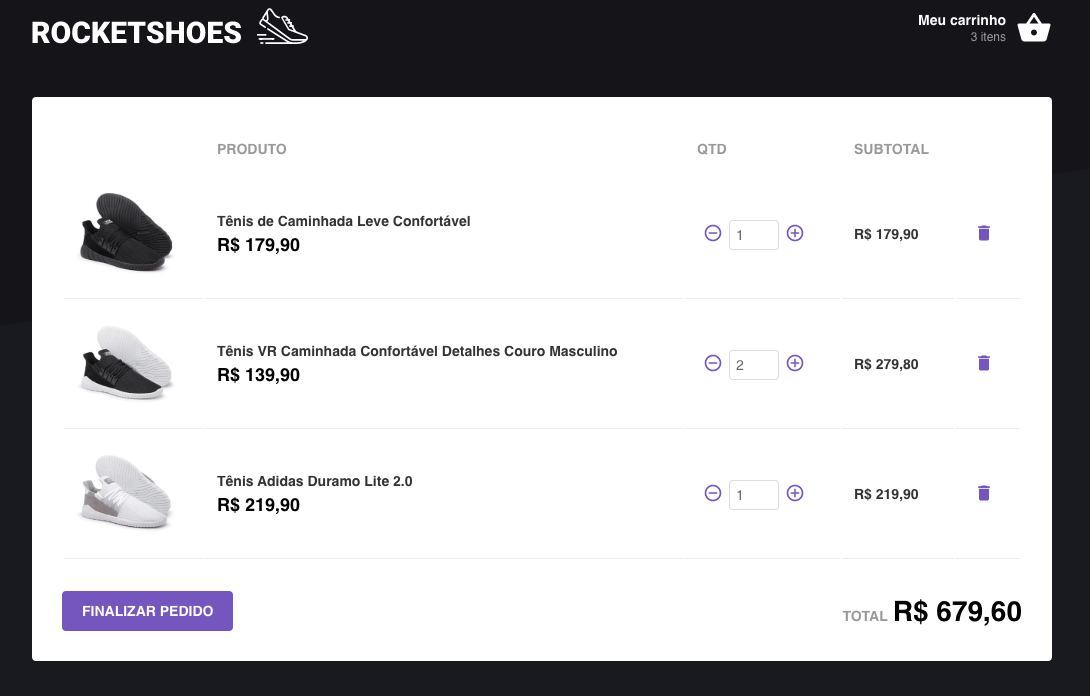 ROCKETSHOES
Meu carrinho
3 itens
PRODUTO QTD SUBTOTAL
Tênis de Caminhada Leve Confortável
R$ 179,90
1
R$ 179,90
Tênis VR Caminhada Confortável Detalhes Couro Masculino
R$ 139,90
2
R$ 279,80
Tênis Adidas Duramo Lite 2.0
R$ 219,90
1
R$ 219,90
FINALIZAR PEDIDO
TOTAL R$ 679,60